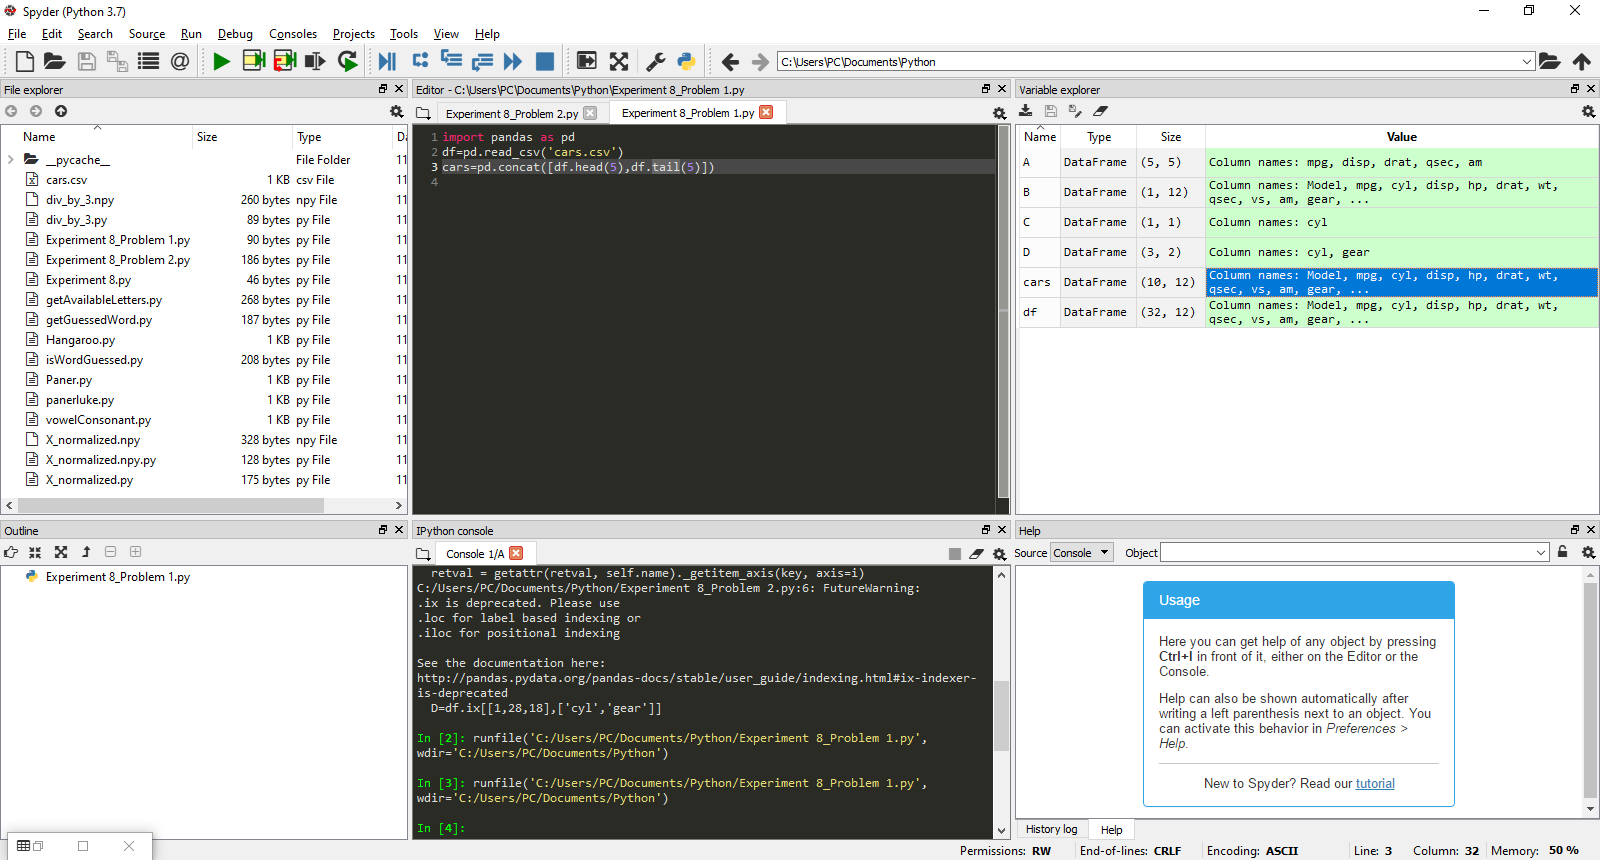 Spyder (Python 3.7)
File Edit Search Source Run Debug Consoles Projects Tools View Help
C:\Users\PC\Documents\Python
File explorer
Name Size Type Da
__pycache__ File Folder 11
cars.csv 1 KB csv File 11
div_by_3.npy 260 bytes npy File 11
div_by_3.py 89 bytes py File 11
Experiment 8_Problem 1.py 90 bytes py File 11
Experiment 8_Problem 2.py 186 bytes py File 11
Experiment 8.py 46 bytes py File 11
getAvailableLetters.py 268 bytes py File 11
getGuessedWord.py 187 bytes py File 11
Hangaroo.py 1 KB py File 11
isWordGuessed.py 208 bytes py File 11
Paner.py 1 KB py File 11
panerluke.py 1 KB py File 11
vowelConsonant.py 1 KB py File 11
X_normalized.npy 328 bytes npy File 11
X_normalized.npy.py 128 bytes py File 11
X_normalized.py 175 bytes py File 11
Editor - C:\Users\PC\Documents\Python\Experiment 8_Problem 1.py
Experiment 8_Problem 2.py Experiment 8_Problem 1.py
1 import pandas as pd
2 df=pd.read_csv('cars.csv')
3 cars=pd.concat([df.head(5),df.tail(5)])
4
Variable explorer
Name Type Size Value
A DataFrame (5, 5) Column names: mpg, disp, drat, qsec, am
B DataFrame (1, 12) Column names: Model, mpg, cyl, disp, hp, drat, wt,
qsec, vs, am, gear, ...
C DataFrame (1, 1) Column names: cyl
D DataFrame (3, 2) Column names: cyl, gear
cars DataFrame (10, 12) Column names: Model, mpg, cyl, disp, hp, drat, wt,
qsec, vs, am, gear, ...
df DataFrame (32, 12) Column names: Model, mpg, cyl, disp, hp, drat, wt,
qsec, vs, am, gear, ...
Outline
Experiment 8_Problem 1.py
IPython console
Console 1/A
retval = getattr(retval, self.name)._getitem_axis(key, axis=i)
C:/Users/PC/Documents/Python/Experiment 8_Problem 2.py:6: FutureWarning:
.ix is deprecated. Please use
.loc for label based indexing or
.iloc for positional indexing
See the documentation here:
http://pandas.pydata.org/pandas-docs/stable/user_guide/indexing.html#ix-indexer-
is-deprecated
D=df.ix[[1,28,18],['cyl','gear']]
In [2]: runfile('C:/Users/PC/Documents/Python/Experiment 8_Problem 1.py',
wdir='C:/Users/PC/Documents/Python')
In [3]: runfile('C:/Users/PC/Documents/Python/Experiment 8_Problem 1.py',
wdir='C:/Users/PC/Documents/Python')
In [4]:
Help
Source Console Object
Usage
Here you can get help of any object by pressing
Ctrl+I in front of it, either on the Editor or the
Console.
Help can also be shown automatically after
writing a left parenthesis next to an object. You
can activate this behavior in Preferences >
Help.
New to Spyder? Read our tutorial
History log Help
Permissions: RW End-of-lines: CRLF Encoding: ASCII Line: 3 Column: 32 Memory: 50 %